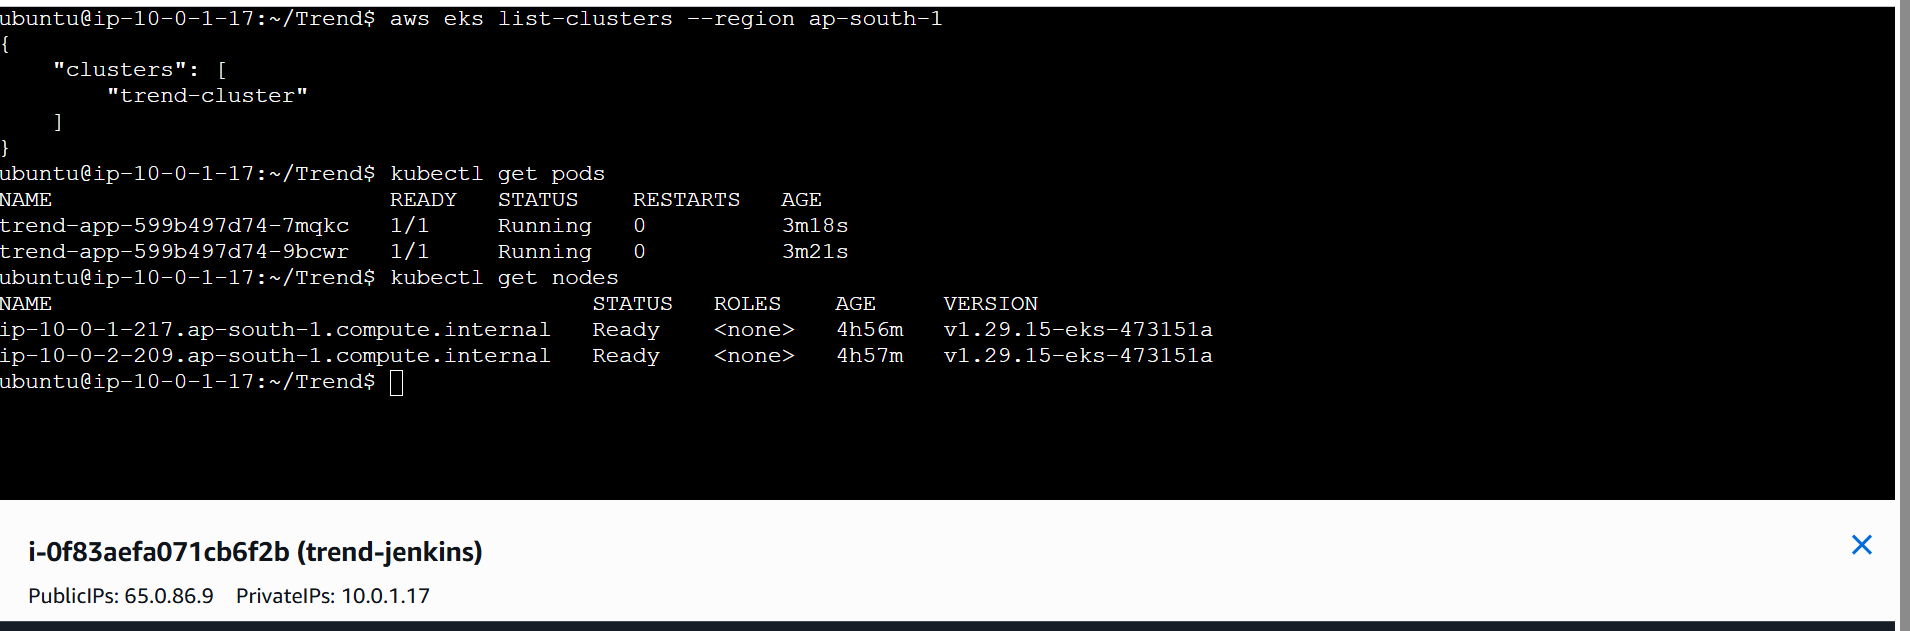 ubuntu@ip-10-0-1-17:~/Trend$ aws eks list-clusters --region ap-south-1
{
    "clusters": [
        "trend-cluster"
    ]
}
ubuntu@ip-10-0-1-17:~/Trend$ kubectl get pods
NAME                         READY   STATUS    RESTARTS   AGE
trend-app-599b497d74-7mqkc   1/1     Running   0          3m18s
trend-app-599b497d74-9bcwr   1/1     Running   0          3m21s
ubuntu@ip-10-0-1-17:~/Trend$ kubectl get nodes
NAME                                        STATUS   ROLES    AGE     VERSION
ip-10-0-1-217.ap-south-1.compute.internal   Ready    <none>   4h56m   v1.29.15-eks-473151a
ip-10-0-2-209.ap-south-1.compute.internal   Ready    <none>   4h57m   v1.29.15-eks-473151a
ubuntu@ip-10-0-1-17:~/Trend$
i-0f83aefa071cb6f2b (trend-jenkins)
PublicIPs: 65.0.86.9    PrivateIPs: 10.0.1.17